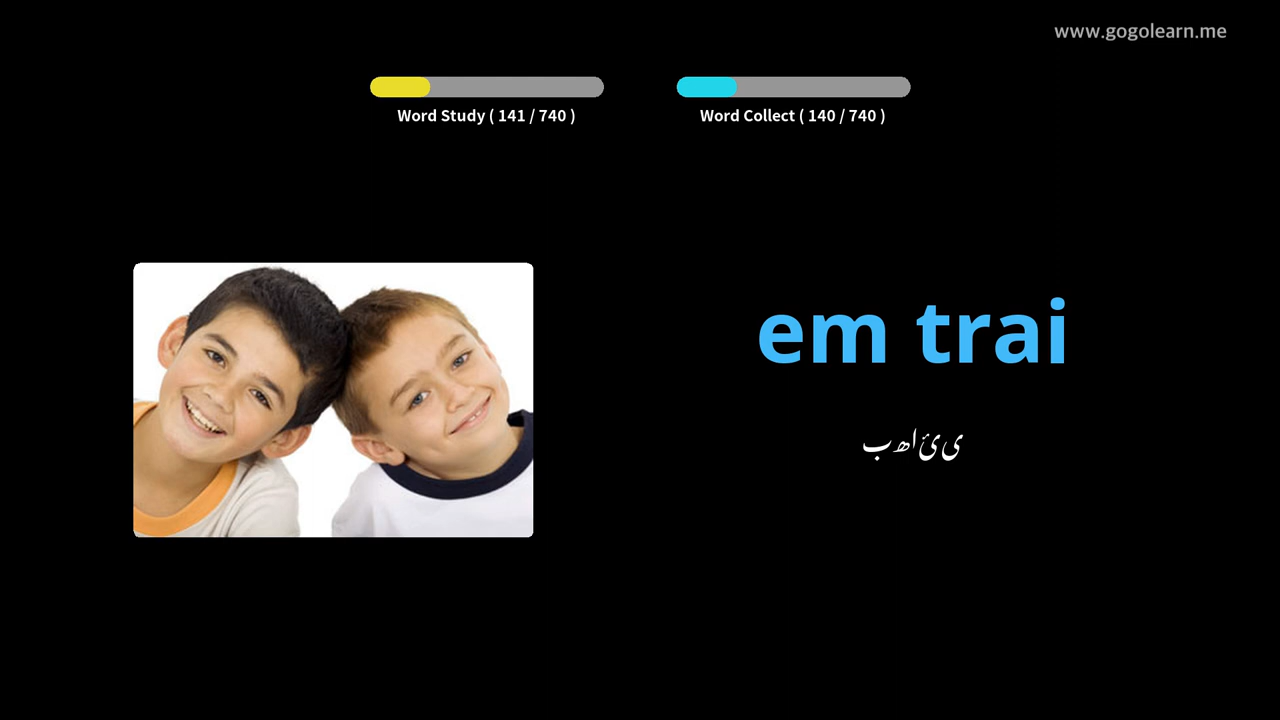 www.gogolearn.me
Word Study ( 141 / 740 )
Word Collect ( 140 / 740 )
em trai
بھائی